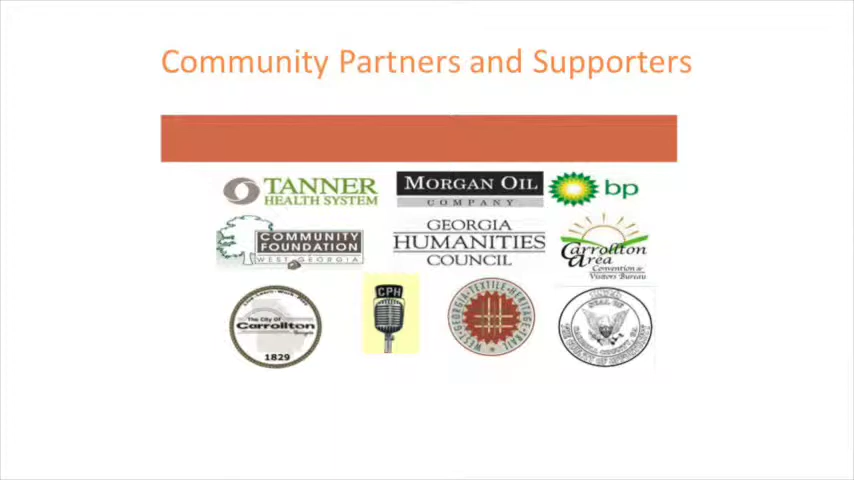 Community Partners and Supporters
TANNER
HEALTH SYSTEM
MORGAN OIL
COMPANY
bp
COMMUNITY
FOUNDATION
WEST GEORGIA
GEORGIA
HUMANITIES
COUNCIL
Carrollton
Area
Convention &
Visitors Bureau
The City Of
Carrollton
Georgia
1829
CPH
WEST-GEORGIA-TEXTILE-HERITAGE-TRAIL